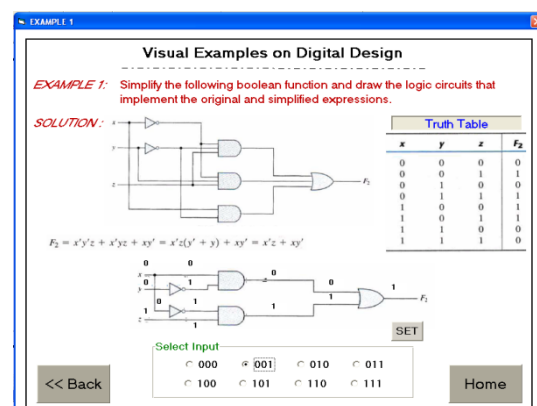 EXAMPLE 1
Visual Examples on Digital Design
EXAMPLE 1: Simplify the following boolean function and draw the logic circuits that
implement the original and simplified expressions.
SOLUTION :
x
y
z
F₂
Truth Table
x y z F₂
0 0 0 0
0 0 1 1
0 1 0 0
0 1 1 1
1 0 0 1
1 0 1 1
1 1 0 0
1 1 1 0
F₂ = x'y'z + x'yz + xy' = x'z(y' + y) + xy' = x'z + xy'
0 0
x 0 0
0 1 1 1
y F₂
0 1
1 1
z
1
SET
Select Input
000 001 010 011
100 101 110 111
<< Back
Home